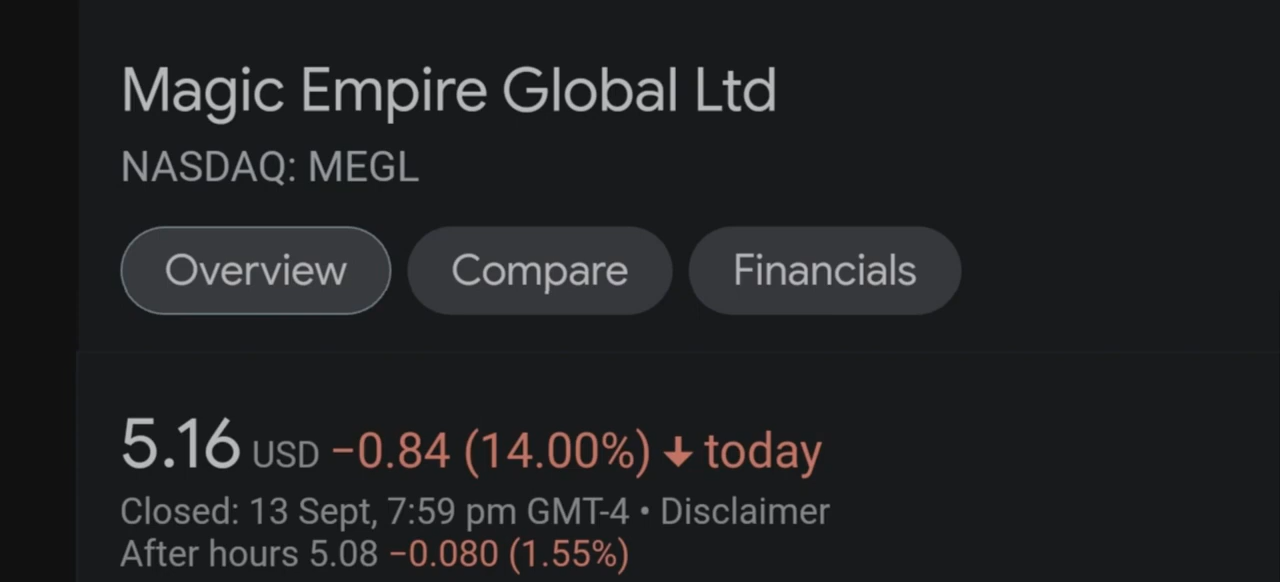 Magic Empire Global Ltd
NASDAQ: MEGL
Overview Compare Financials
5.16 USD −0.84 (14.00%) ↓ today
Closed: 13 Sept, 7:59 pm GMT-4 • Disclaimer
After hours 5.08 −0.080 (1.55%)